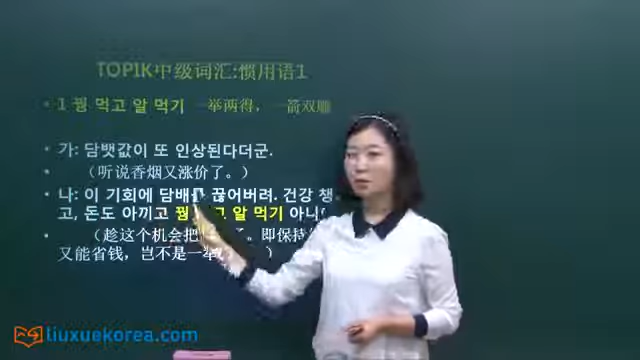 TOPIK中级词汇:惯用语1
• 1 꿩 먹고 알 먹기 一举两得，一箭双雕
• 가: 담뱃값이 또 인상된다더군.
• （听说香烟又涨价了。）
• 나: 이 기회에 담배를 끊어버려. 건강
고, 돈도 아끼고 꿩 고 알 먹기
• （趁这个机会把 了。即保持
又能省钱，岂不是一举 ）
liuxuekorea.com